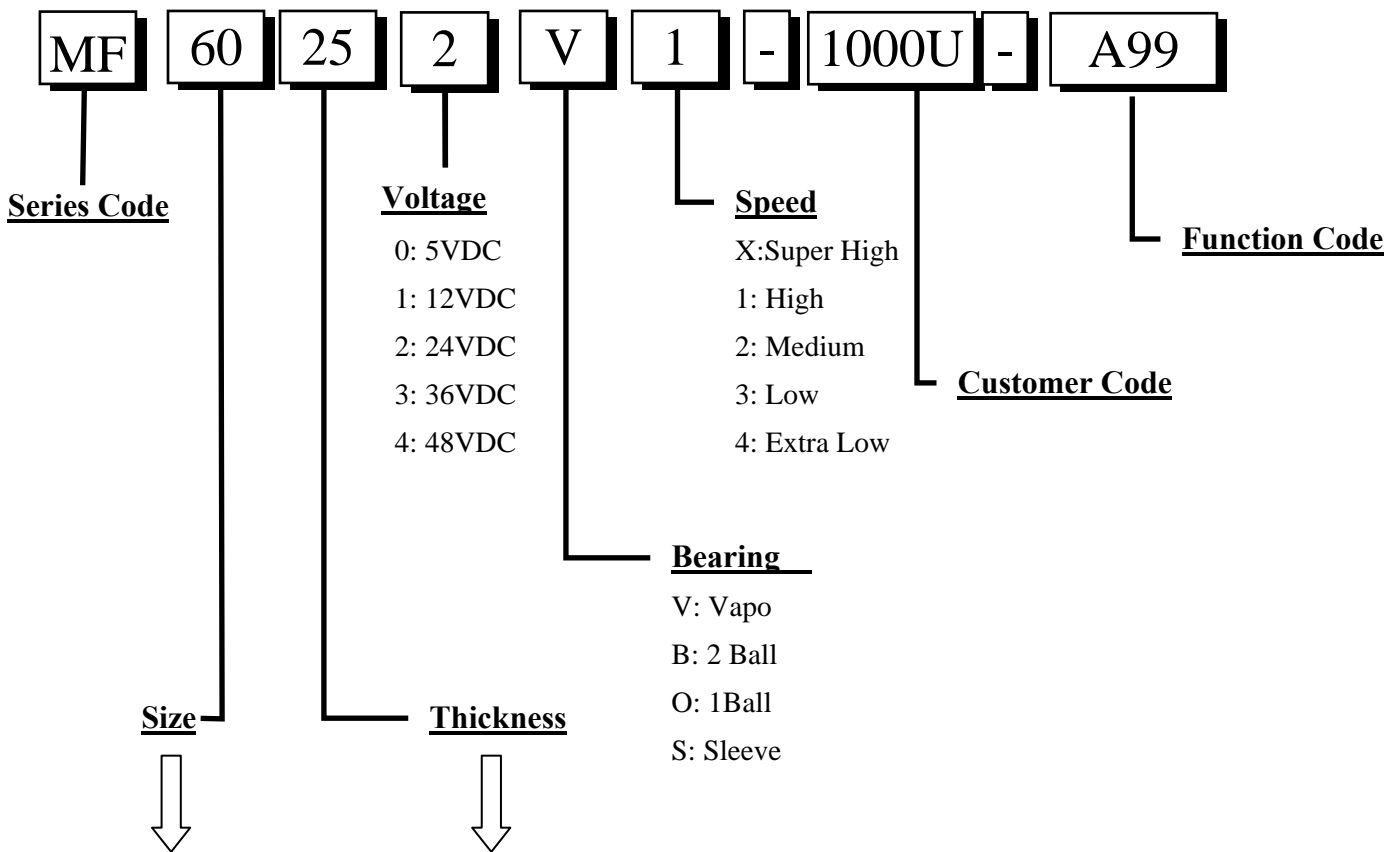 MF 60 25 2 V 1 - 1000U - A99
Series Code
Voltage
0: 5VDC
1: 12VDC
2: 24VDC
3: 36VDC
4: 48VDC
Speed
X:Super High
1: High
2: Medium
3: Low
4: Extra Low
Function Code
Customer Code
Bearing
V: Vapo
B: 2 Ball
O: 1Ball
S: Sleeve
Size
Thickness